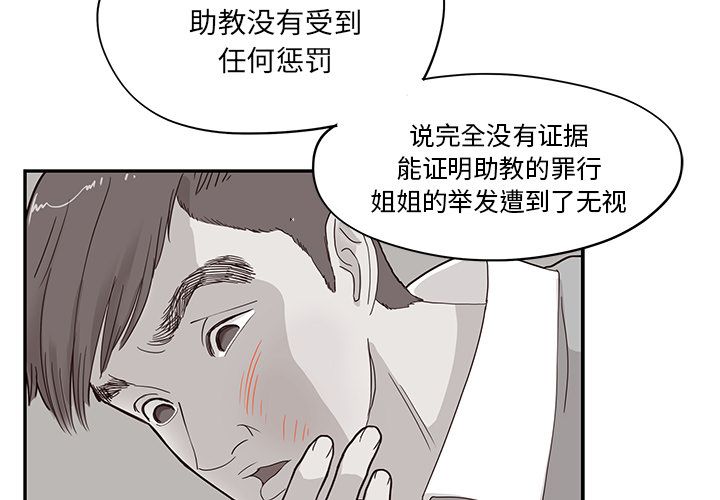 助教没有受到
任何惩罚
说完全没有证据
能证明助教的罪行
姐姐的举发遭到了无视